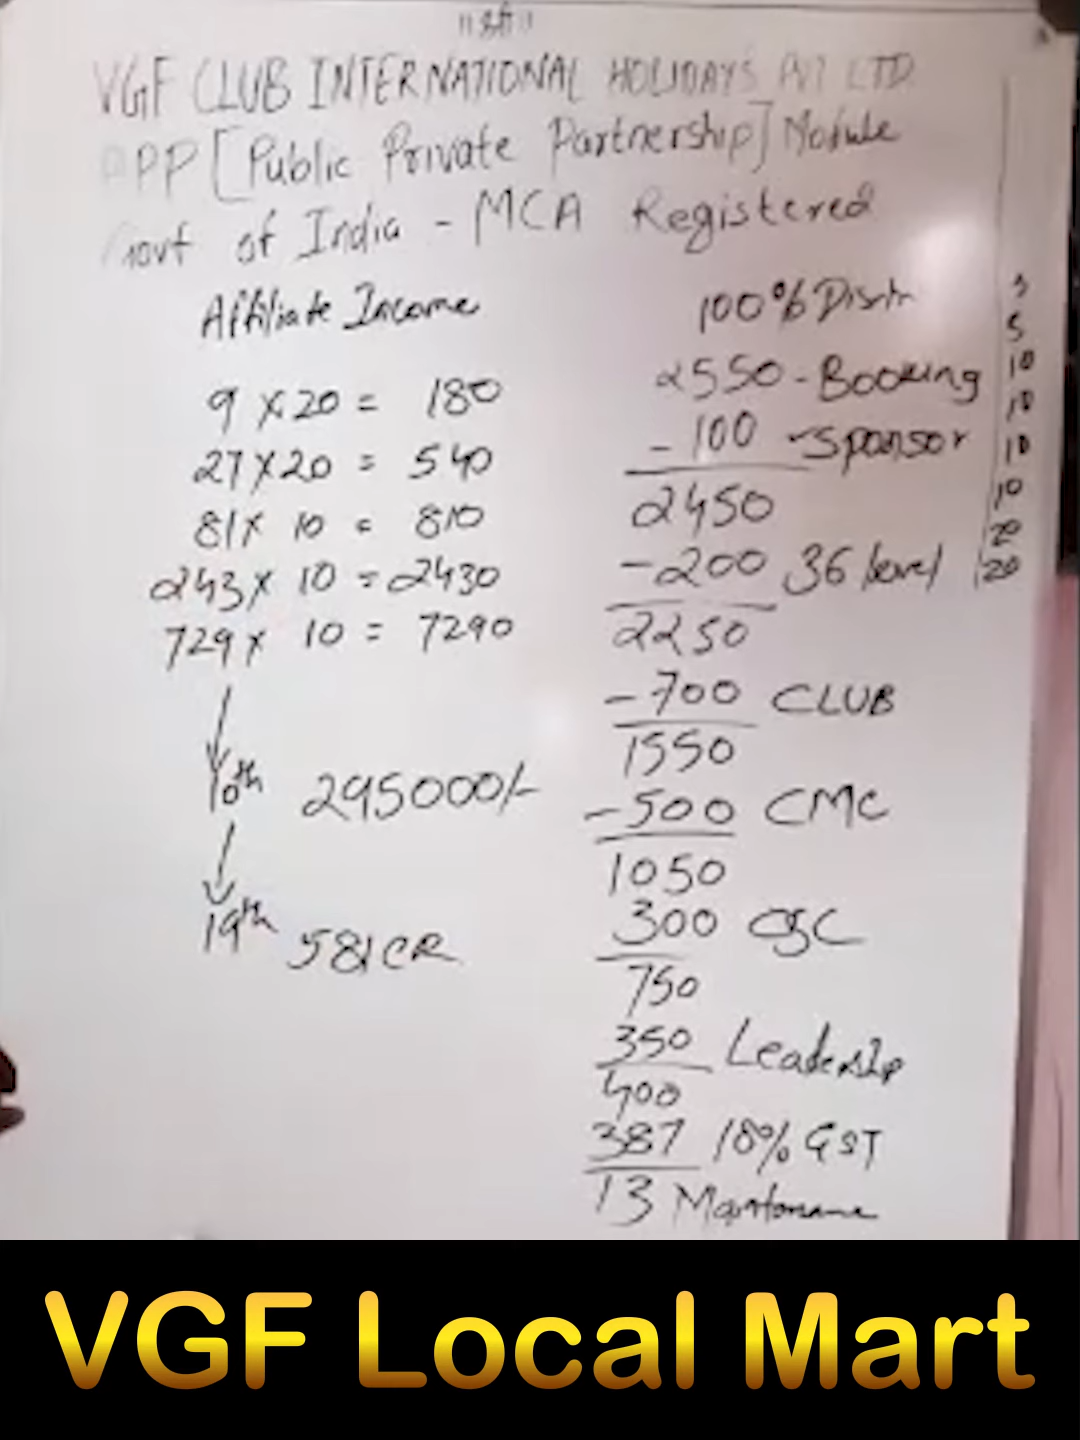 VGF CLUB INTERNATIONAL HOLIDAYS PVT LTD
PPP [Public Private Partnership] Module
Govt of India - MCA Registered
Affiliate Income
9 X 20 = 180
27 X 20 = 540
81 X 10 = 810
243 X 10 = 2430
729 X 10 = 7290
10th 295000/-
19th 581CR
100% Distri
2550 - Booking
- 100 - Sponsor
2450
- 200 36 level
2250
- 700 CLUB
1550
- 500 CMC
1050
300 CSC
750
350 Leadership
400
387 18% GST
13
5
10
10
10
10
20
20
VGF Local Mart